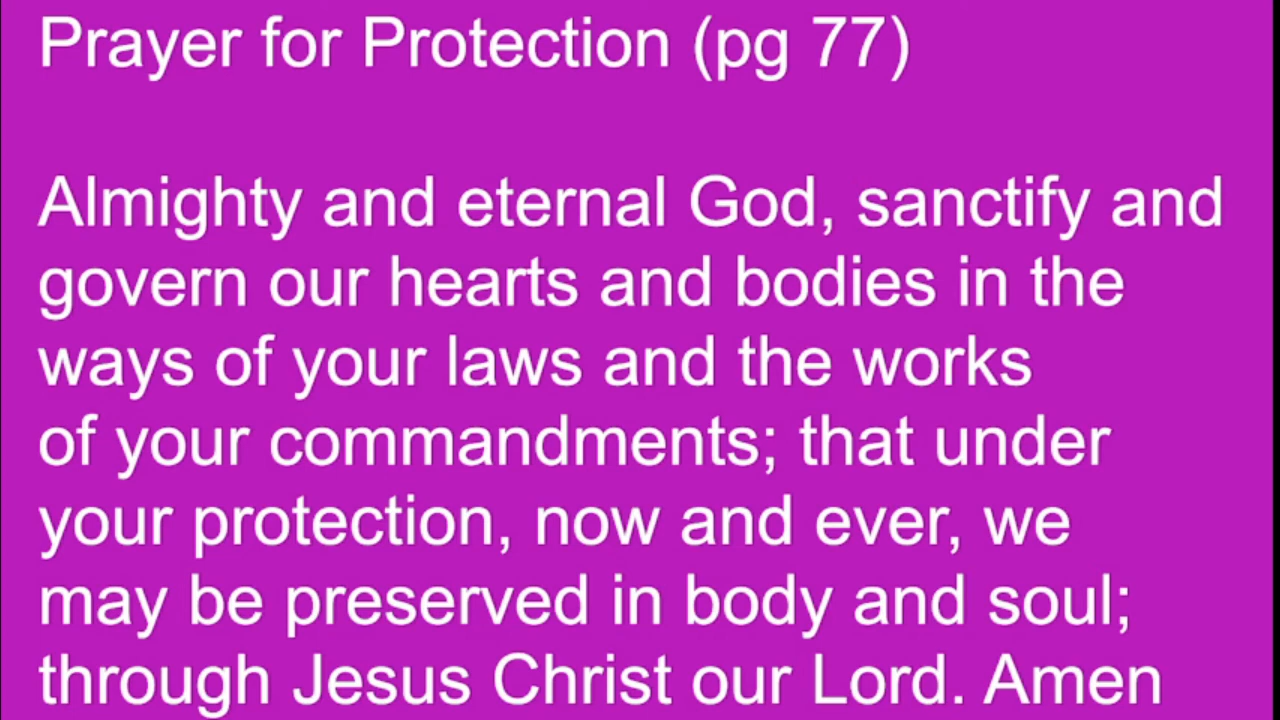 Prayer for Protection (pg 77)
Almighty and eternal God, sanctify and
govern our hearts and bodies in the
ways of your laws and the works
of your commandments; that under
your protection, now and ever, we
may be preserved in body and soul;
through Jesus Christ our Lord. Amen